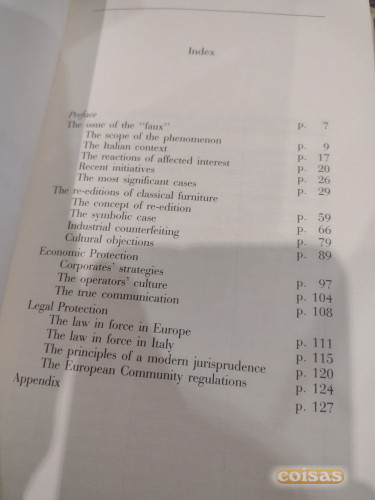 Index
Preface p. 7
The issue of the "faux"
The scope of the phenomenon p. 9
The Italian context p. 17
The reactions of affected interest p. 20
Recent initiatives p. 26
The most significant cases p. 29
The re-editions of classical furniture
The concept of re-edition p. 59
The symbolic case p. 66
Industrial counterfeiting p. 79
Cultural objections p. 89
Economic Protection
Corporates' strategies p. 97
The operators' culture p. 104
The true communication p. 108
Legal Protection
The law in force in Europe p. 111
The law in force in Italy p. 115
The principles of a modern jurisprudence p. 120
The European Community regulations p. 124
Appendix p. 127
coisas